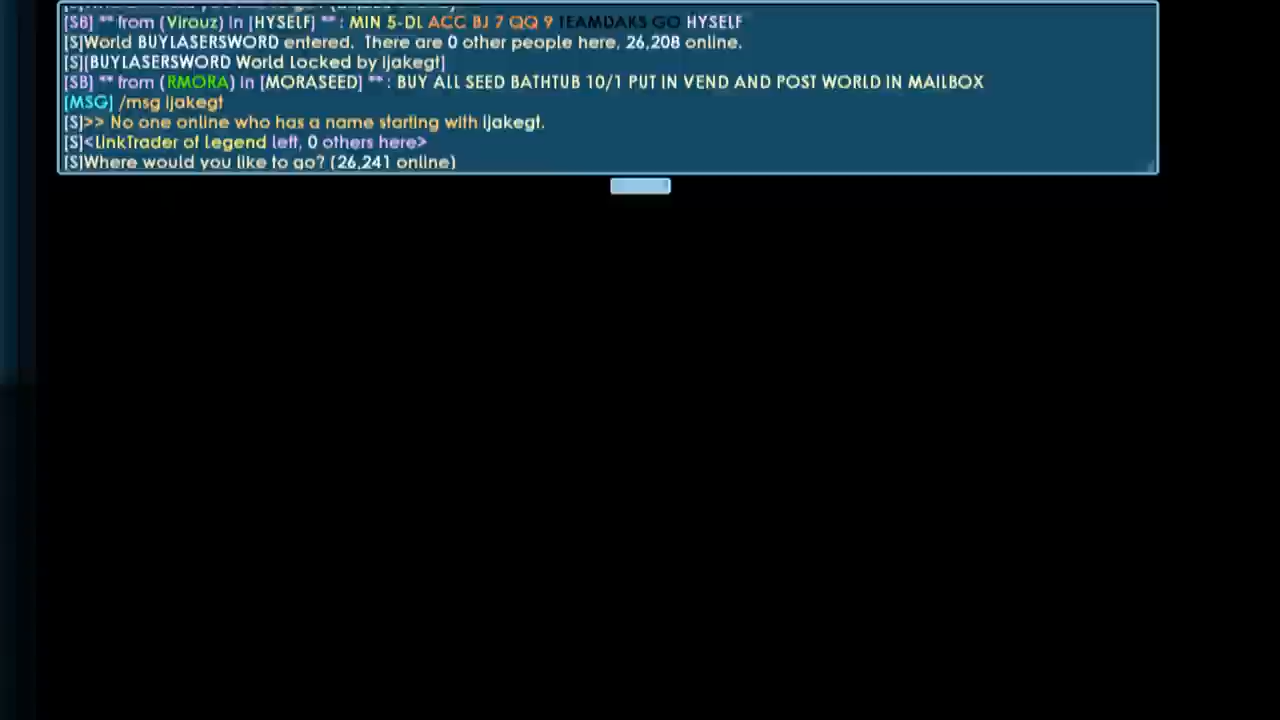 [SB] ** from (Virouz) in [HYSELF] ** : MIN 5-DL ACC BJ 7 QQ 9 TEAMDAKS GO HYSELF
[S]World BUYLASERSWORD entered.  There are 0 other people here, 26,208 online.
[S][BUYLASERSWORD World Locked by ijakegt]
[SB] ** from (RMORA) in [MORASEED] ** : BUY ALL SEED BATHTUB 10/1 PUT IN VEND AND POST WORLD IN MAILBOX
[MSG] /msg ijakegt
[S]>> No one online who has a name starting with ijakegt.
[S]<LinkTrader of Legend left, 0 others here>
[S]Where would you like to go? (26,241 online)